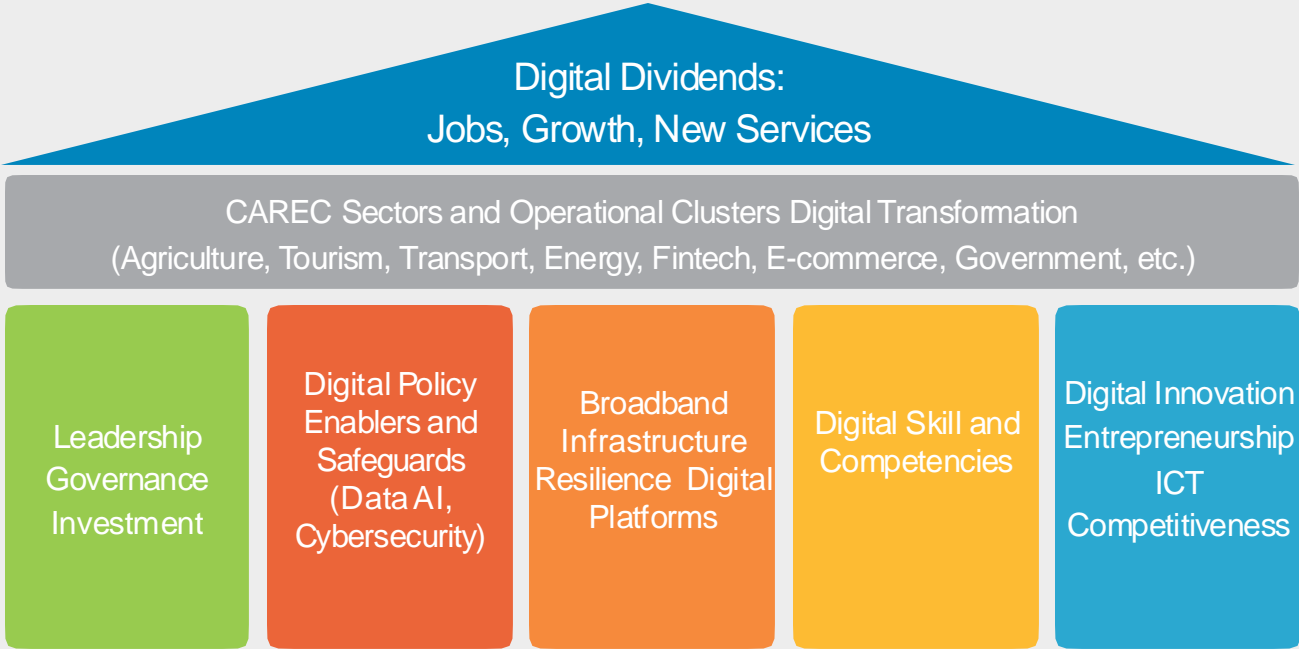 Digital Dividends:
Jobs, Growth, New Services
CAREC Sectors and Operational Clusters Digital Transformation
(Agriculture, Tourism, Transport, Energy, Fintech, E-commerce, Government, etc.)
Leadership
Governance
Investment
Digital Policy
Enablers and
Safeguards
(Data AI,
Cybersecurity)
Broadband
Infrastructure
Resilience Digital
Platforms
Digital Skill and
Competencies
Digital Innovation
Entrepreneurship
ICT
Competitiveness